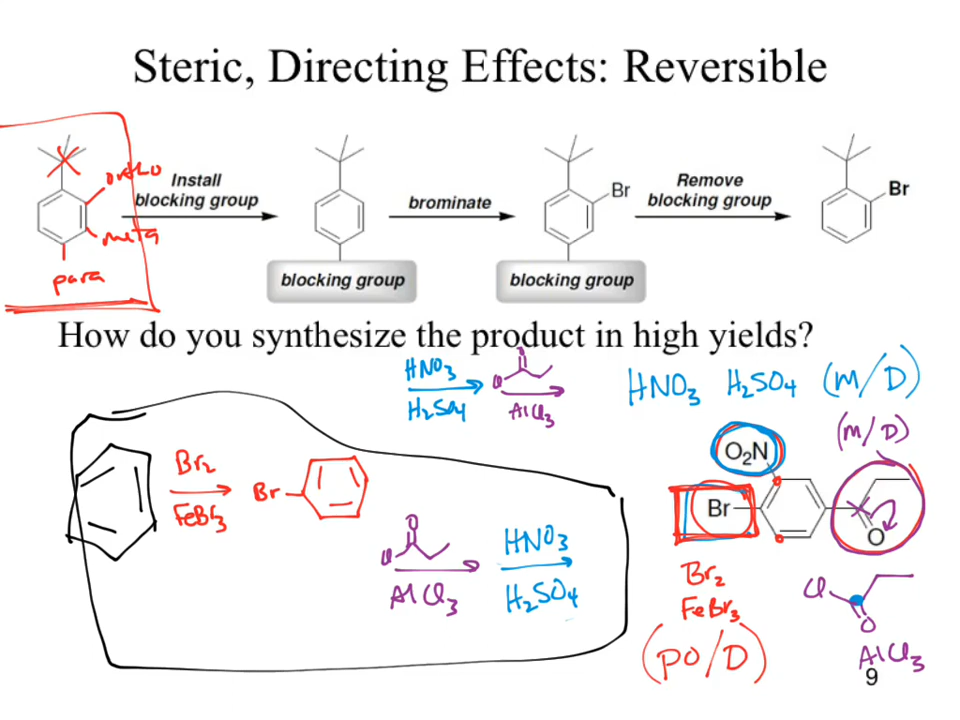 Steric, Directing Effects: Reversible
ortho
meta
para
Install
blocking group
blocking group
brominate
Br
blocking group
Remove
blocking group
Br
How do you synthesize the product in high yields?
HNO3
H2SO4
O
Cl
AlCl3
HNO3 H2SO4 (m/D)
(m/D)
O2N
Br
O
Br2
FeBr3
Br
O
Cl
AlCl3
HNO3
H2SO4
Br2
FeBr3
(po/D)
Cl
O
AlCl3
9